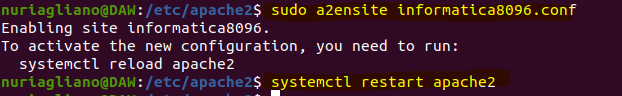 nuriagliano@DAW:/etc/apache2$ sudo a2ensite informatica8096.conf
Enabling site informatica8096.
To activate the new configuration, you need to run:
  systemctl reload apache2
nuriagliano@DAW:/etc/apache2$ systemctl restart apache2